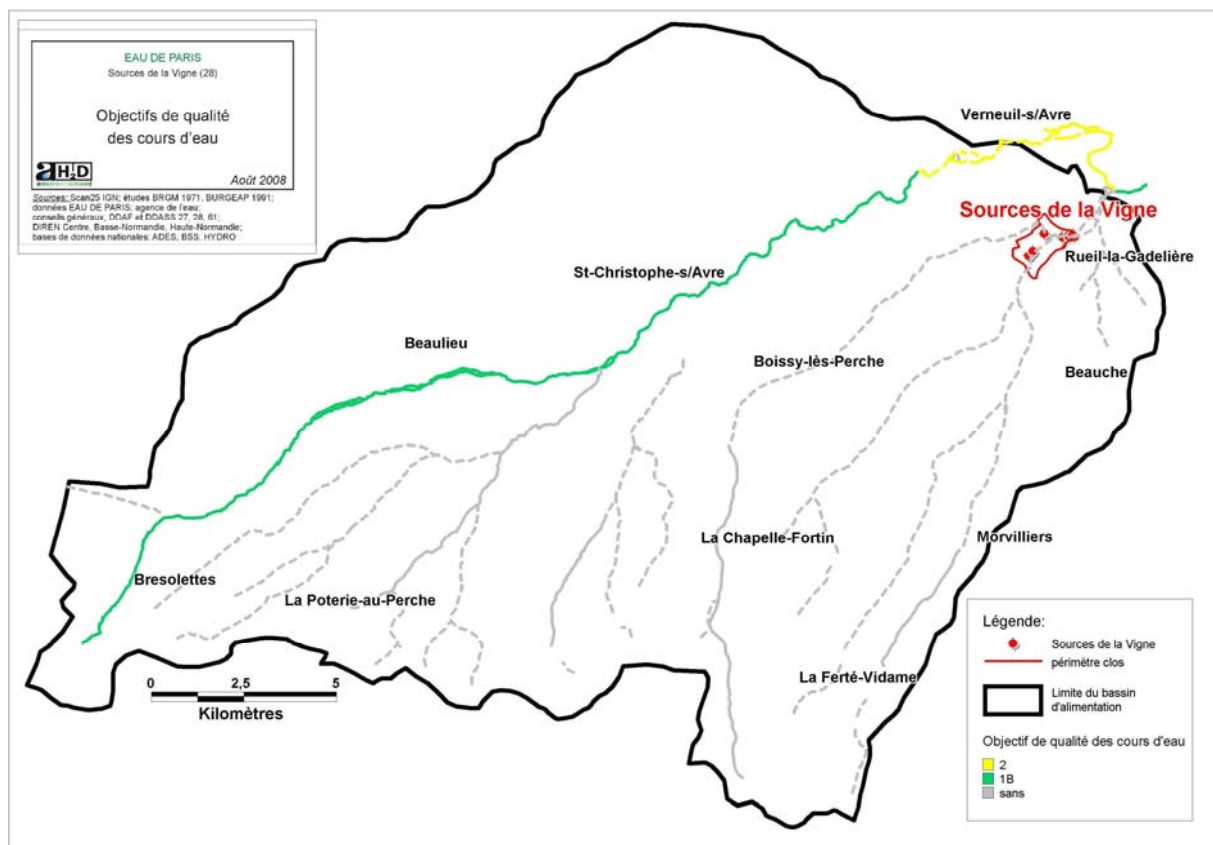 EAU DE PARIS
Sources de la Vigne (28)
Objectifs de qualité
des cours d'eau
aH2D
environnement
Août 2008
Sources: Scan25 IGN; études BRGM 1971, BURGEAP 1991;
données EAU DE PARIS; agence de l'eau;
conseils généraux, DDAF et DDASS 27, 28, 61;
DIREN Centre, Basse-Normandie, Haute-Normandie;
bases de données nationales: ADES, BSS, HYDRO
Verneuil-s/Avre
Sources de la Vigne
Rueil-la-Gadelière
St-Christophe-s/Avre
Beaulieu
Boissy-lès-Perche
Beauche
La Chapelle-Fortin
Morvilliers
Bresolettes
La Poterie-au-Perche
La Ferté-Vidame
0 2,5 5
Kilomètres
Légende:
Sources de la Vigne
périmètre clos
Limite du bassin
d'alimentation
Objectif de qualité des cours d'eau
2
1B
sans